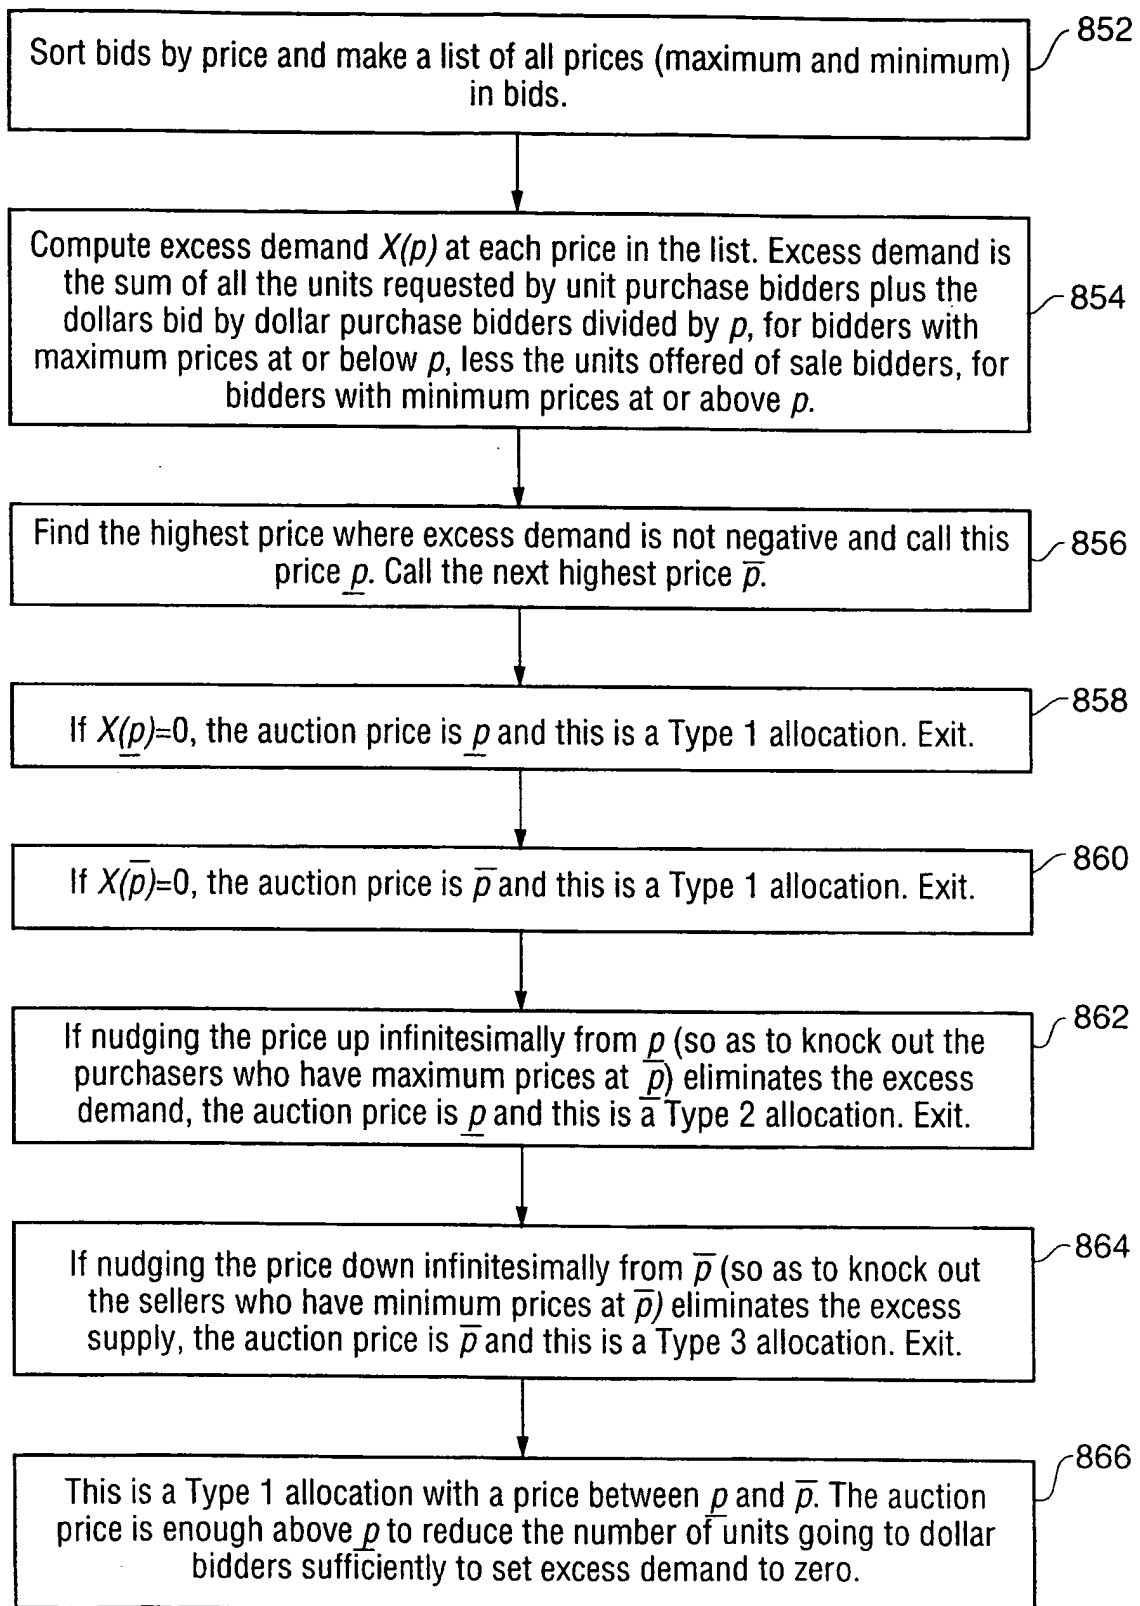 852
Sort bids by price and make a list of all prices (maximum and minimum)
in bids.
Compute excess demand X(p) at each price in the list. Excess demand is
the sum of all the units requested by unit purchase bidders plus the
dollars bid by dollar purchase bidders divided by p, for bidders with
maximum prices at or below p, less the units offered of sale bidders, for
bidders with minimum prices at or above p.
854
Find the highest price where excess demand is not negative and call this
price p̲. Call the next highest price p̅.
856
If X(p̲)=0, the auction price is p̲ and this is a Type 1 allocation. Exit.
858
If X(p̅)=0, the auction price is p̅ and this is a Type 1 allocation. Exit.
860
If nudging the price up infinitesimally from p̲ (so as to knock out the
purchasers who have maximum prices at p̲) eliminates the excess
demand, the auction price is p̲ and this is a Type 2 allocation. Exit.
862
If nudging the price down infinitesimally from p̅ (so as to knock out
the sellers who have minimum prices at p̅) eliminates the excess
supply, the auction price is p̅ and this is a Type 3 allocation. Exit.
864
This is a Type 1 allocation with a price between p̲ and p̅. The auction
price is enough above p̲ to reduce the number of units going to dollar
bidders sufficiently to set excess demand to zero.
866